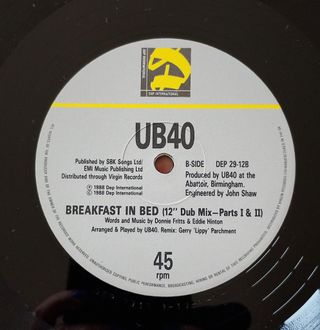 DEP INTERNATIONAL
UB40
Published by SBK Songs Ltd/
EMI Music Publishing Ltd
Distributed through Virgin Records
℗ 1988 Dep International
© 1988 Dep International
B-SIDE DEP 29-12B
Produced by UB40 at the
Abattoir, Birmingham.
Engineered by John Shaw
BREAKFAST IN BED (12" Dub Mix—Parts I & II)
Words and Music by Donnie Fritts & Eddie Hinton
Arranged & Played by UB40. Remix: Gerry 'Lippy' Parchment
45
rpm